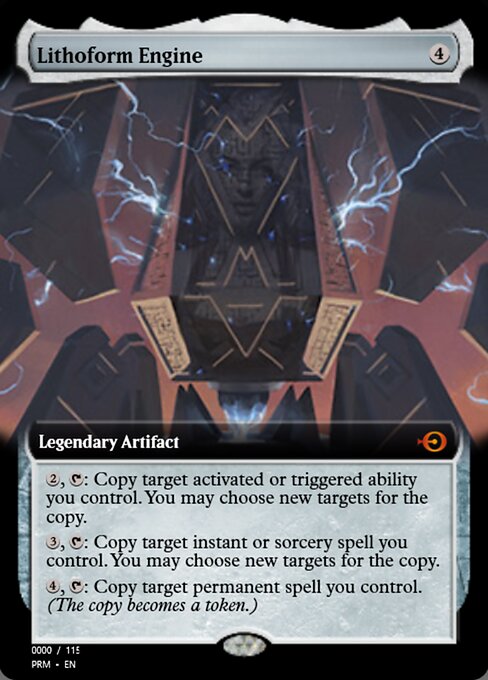 Lithoform Engine 4
Legendary Artifact
2, T: Copy target activated or triggered ability
you control. You may choose new targets for the
copy.
3, T: Copy target instant or sorcery spell you
control. You may choose new targets for the copy.
4, T: Copy target permanent spell you control.
(The copy becomes a token.)
0000 / 115
PRM • EN